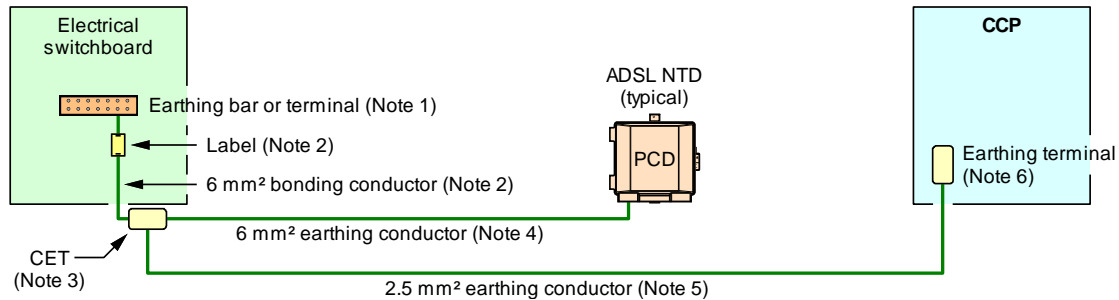 Electrical
switchboard
CCP
ADSL NTD
(typical)
Earthing bar or terminal (Note 1)
Label (Note 2)
PCD
Earthing terminal
(Note 6)
6 mm² bonding conductor (Note 2)
6 mm² earthing conductor (Note 4)
CET
(Note 3)
2.5 mm² earthing conductor (Note 5)